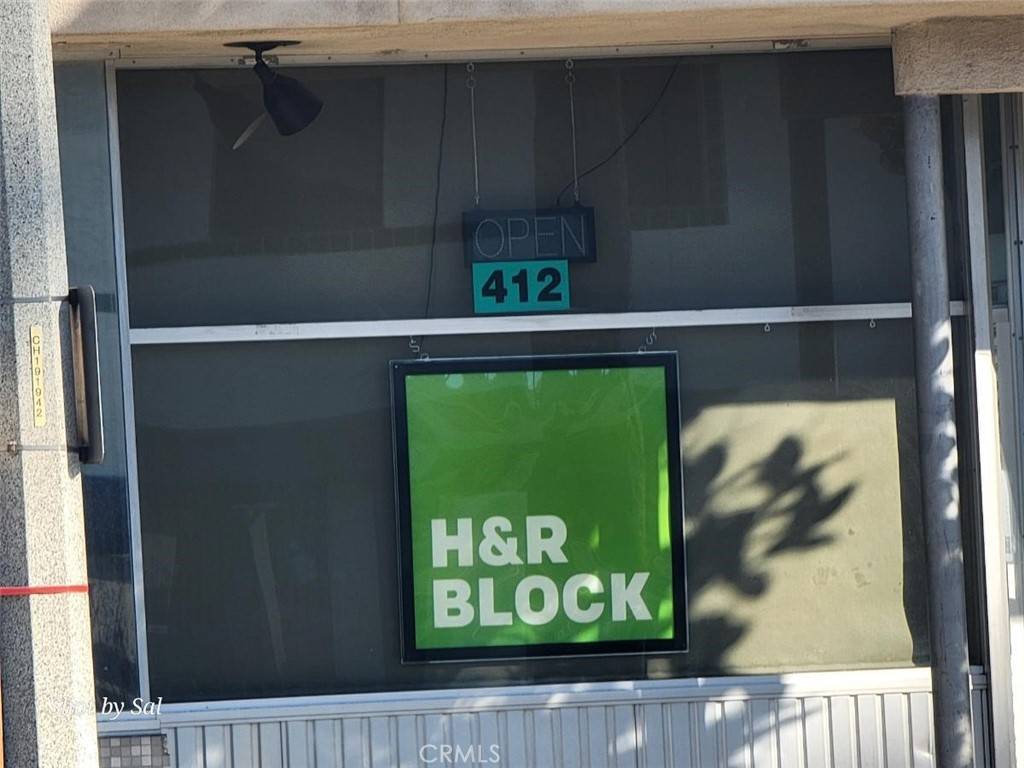 OPEN
412
CH191942
H&R
BLOCK
by Sal
CRMLS